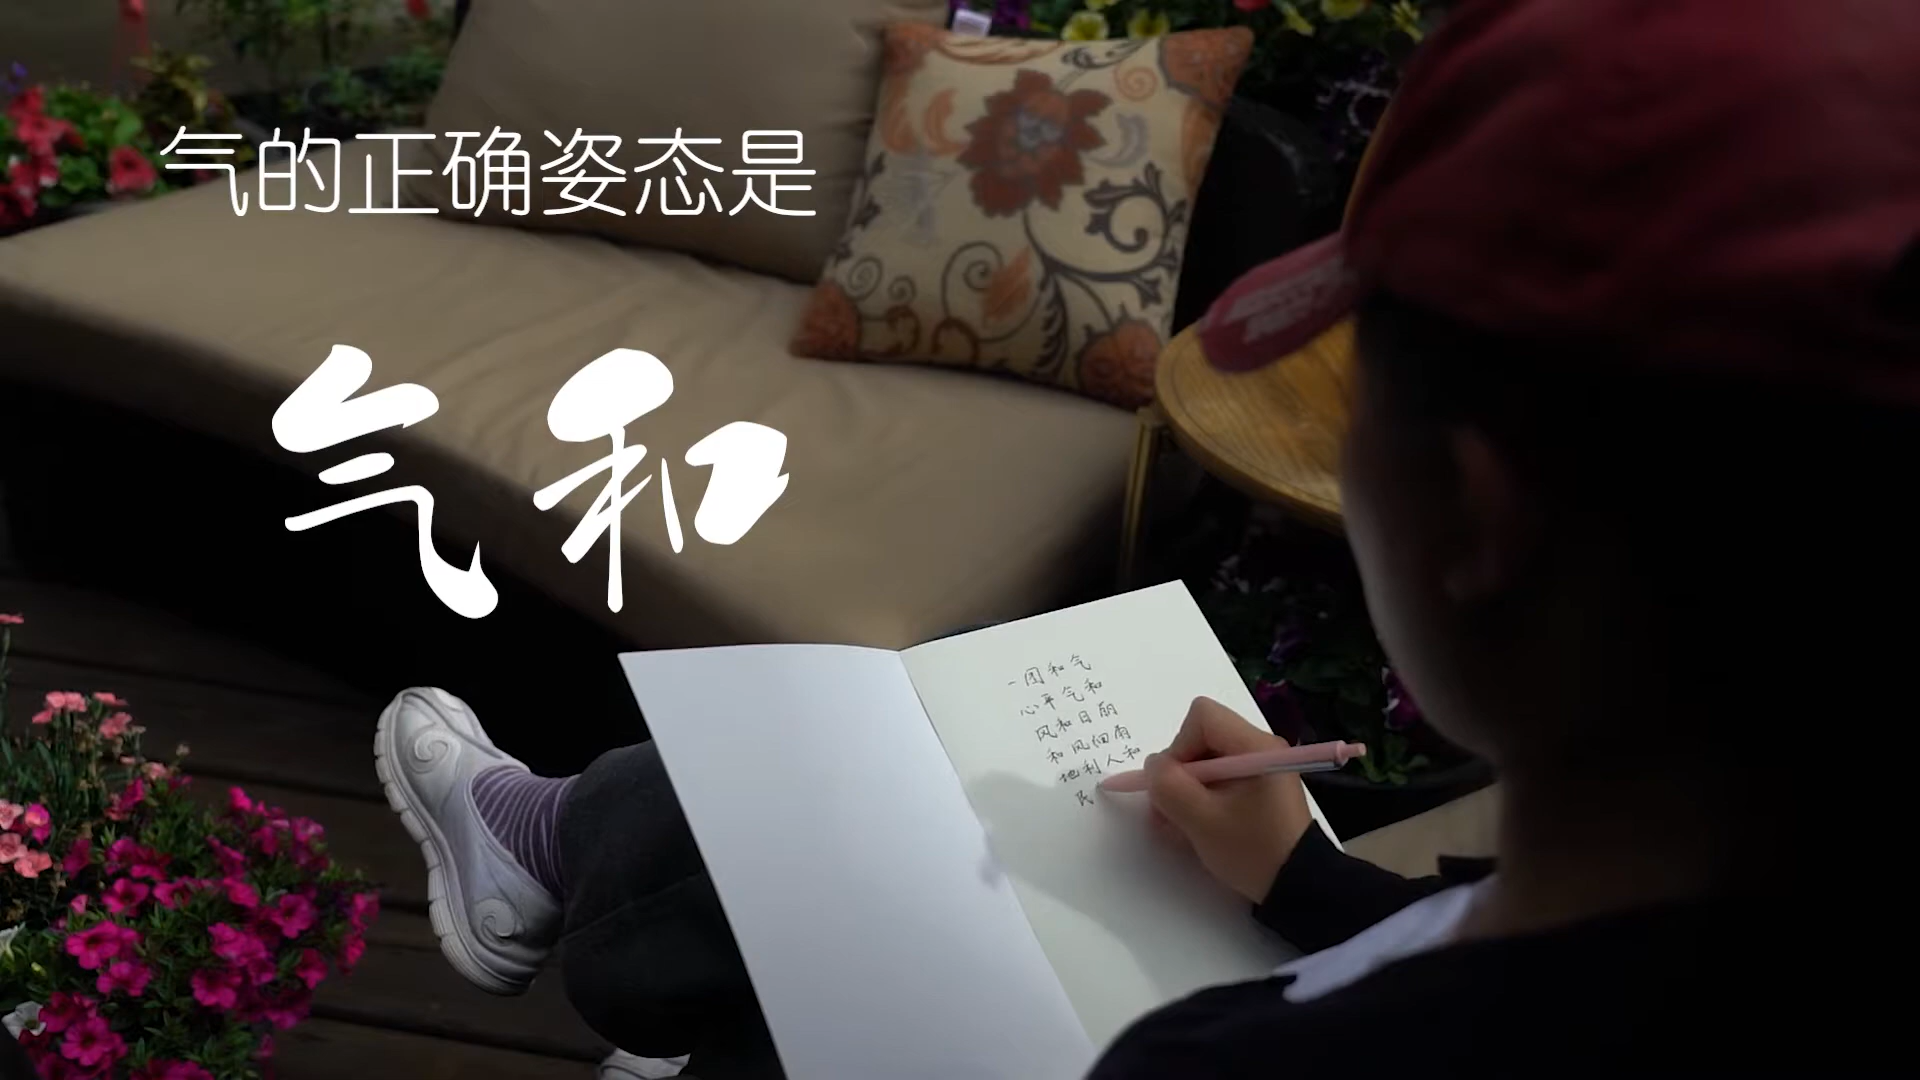 气的正确姿态是
气和
一团和气
心平气和
风和日丽
和风细雨
地利人和
民